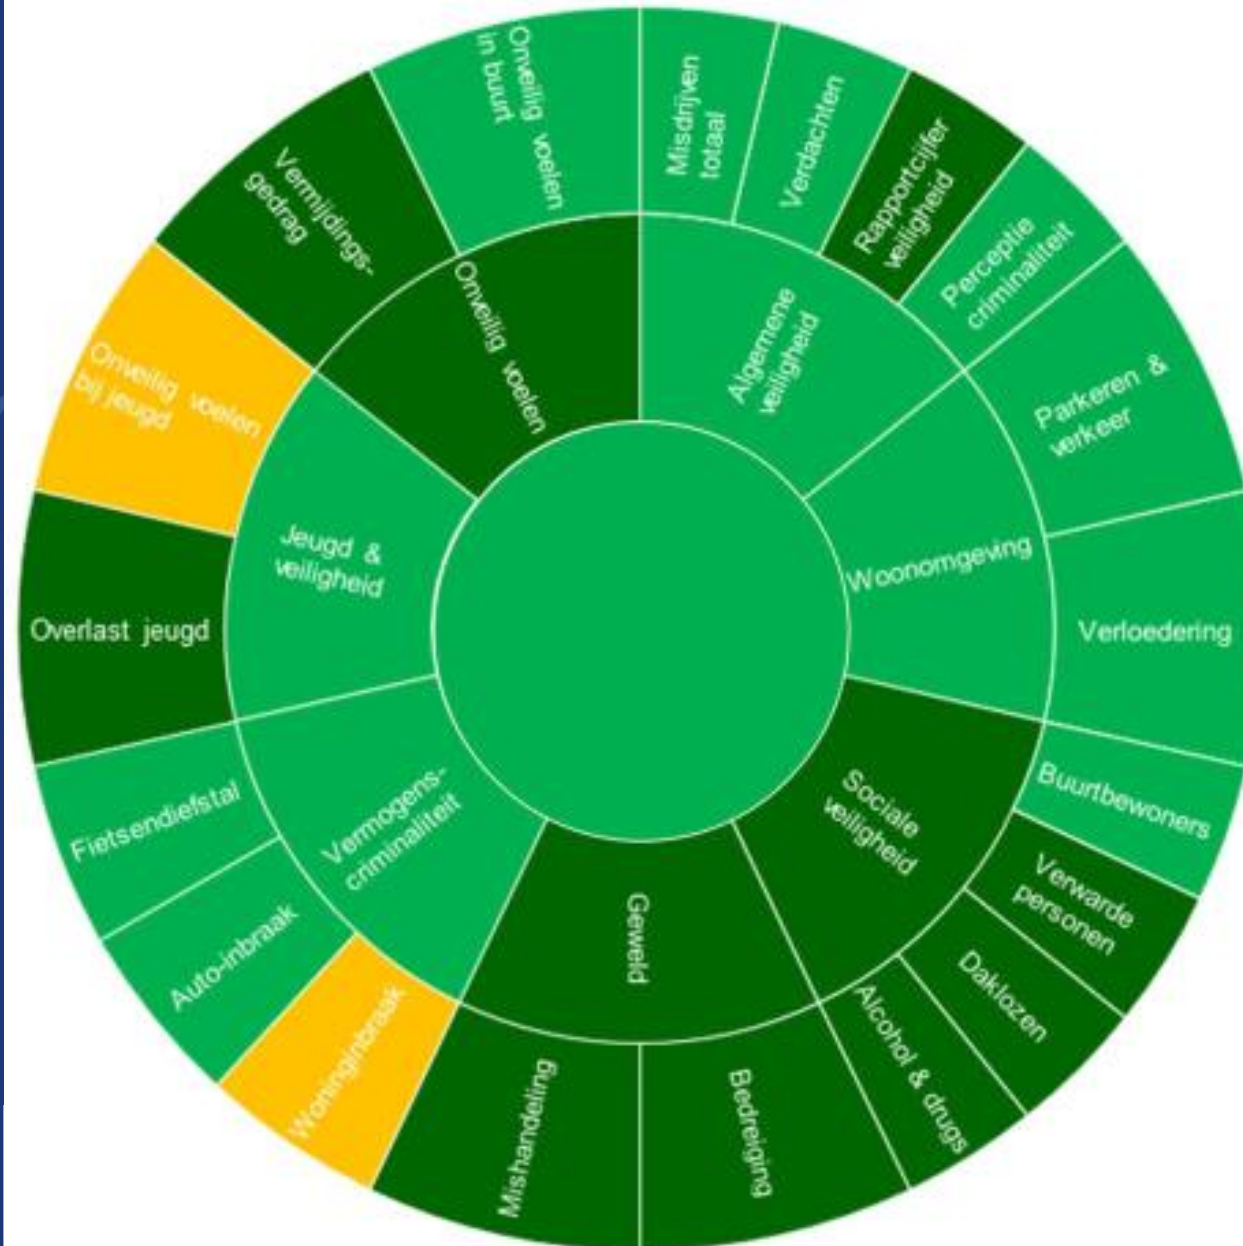 Onveilig voelen
in buurt
Misdrijven
totaal
Verdachten
Rapportcijfer
veiligheid
Perceptie
criminaliteit
Parkeren &
verkeer
Verloedering
Buurtbewoners
Verwarde
personen
Daklozen
Alcohol & drugs
Bedreiging
Mishandeling
Woninginbraak
Auto-inbraak
Fietsendiefstal
Overlast jeugd
Onveilig voelen
bij jeugd
Vermijdings-
gedrag
Onveilig voelen
Algemene
veiligheid
Woonomgeving
Sociale
veiligheid
Geweld
Vermogens-
criminaliteit
Jeugd &
veiligheid